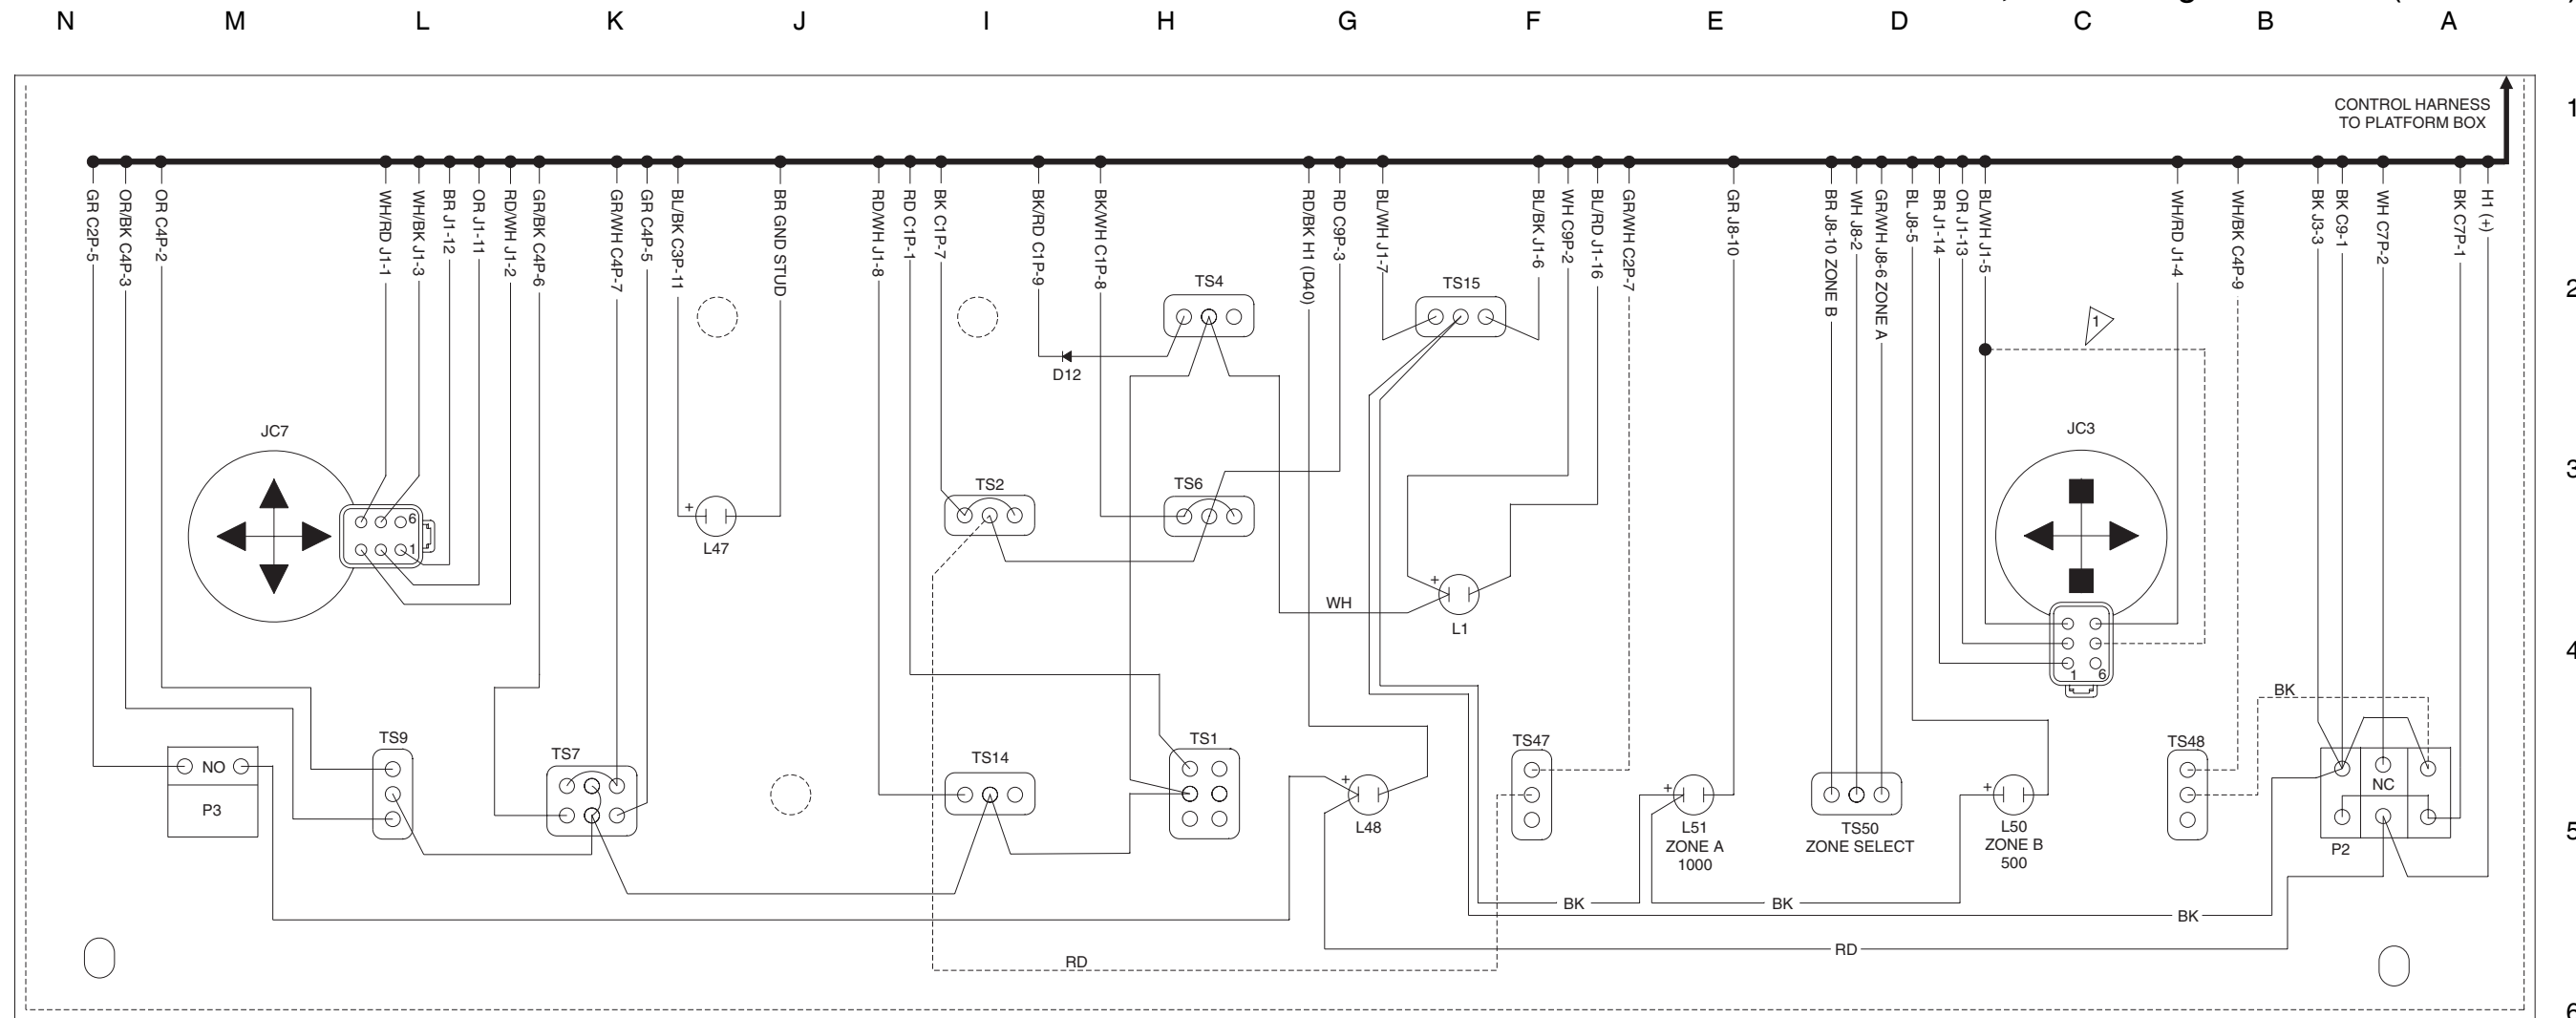 N M L K J I H G F E D C B A
CONTROL HARNESS
TO PLATFORM BOX
1
GR C2P-5
OR/BK C4P-3
OR C4P-2
WH/RD J1-1
WH/BK J1-3
BR J1-12
OR J1-11
RD/WH J1-2
GR/BK C4P-6
GR/WH C4P-7
GR C4P-5
BL/BK C3P-11
BR GND STUD
RD/WH J1-8
RD C1P-1
BK C1P-7
BK/RD C1P-9
BK/WH C1P-8
RD/BK H1 (D40)
RD C9P-3
BL/WH J1-7
BL/BK J1-6
WH C9P-2
BL/RD J1-16
GR/WH C2P-7
GR J8-10
BR J8-10 ZONE B
WH J8-2
GR/WH J8-6 ZONE A
BL J8-5
BR J1-14
OR J1-13
BL/WH J1-5
WH/RD J1-4
WH/BK C4P-9
BK J3-3
BK C9-1
WH C7P-2
BK C7P-1
H1 (+)
TS4
TS15
2
1
D12
JC7
JC3
3
TS2
TS6
+
6
1
L47
+
WH
L1
4
1 6
BK
TS9
TS7
TS14
TS1
TS47
TS48
NO
P3
+
L48
+
L51
ZONE A
1000
TS50
ZONE SELECT
+
L50
ZONE B
500
NC
P2
5
BK
BK
BK
RD
RD
6